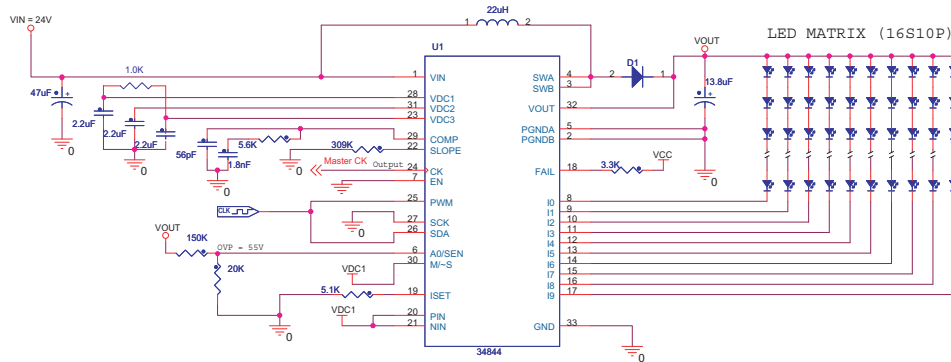 VIN = 24V
22uH
1 2
LED MATRIX (16S10P)
VOUT
U1
D1
1.0K
47uF
2.2uF
2.2uF
2.2uF
13.8uF
1 VIN
28 VDC1
31 VDC2
23 VDC3
29 COMP
22 SLOPE
24 CK
7 EN
25 PWM
27 SCK
26 SDA
6 A0/SEN
30 M/~S
19 ISET
20 PIN
21 NIN
SWA 4
SWB 3
2 1
VOUT 32
PGNDA 5
PGNDB 2
FAIL 18
I0 8
I1 9
I2 10
I3 11
I4 12
I5 13
I6 14
I7 15
I8 16
I9 17
GND 33
34844
0
0
56pF
5.6K
1.8nF
0
309K
0
Master CK
Output
0
CLK
0
3.3K
VCC
0
VOUT
150K
OVP = 55V
20K
VDC1
5.1K
VDC1
0
0